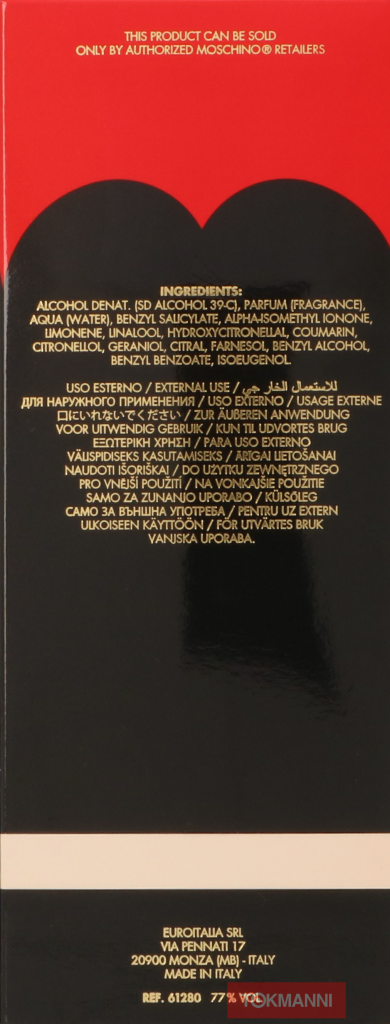 THIS PRODUCT CAN BE SOLD
ONLY BY AUTHORIZED MOSCHINO® RETAILERS
INGREDIENTS:
ALCOHOL DENAT. (SD ALCOHOL 39-C), PARFUM (FRAGRANCE),
AQUA (WATER), BENZYL SALICYLATE, ALPHA-ISOMETHYL IONONE,
LIMONENE, LINALOOL, HYDROXYCITRONELLAL, COUMARIN,
CITRONELLOL, GERANIOL, CITRAL, FARNESOL, BENZYL ALCOHOL,
BENZYL BENZOATE, ISOEUGENOL.
USO ESTERNO / EXTERNAL USE / للاستعمال الخارجي /
ДЛЯ НАРУЖНОГО ПРИМЕНЕНИЯ / USO EXTERNO / USAGE EXTERNE
口にいれないでください / ZUR ÄUßEREN ANWENDUNG
VOOR UITWENDIG GEBRUIK / KUN TIL UDVORTES BRUG
ΕΞΩΤΕΡΙΚΗ ΧΡΗΣΗ / PARA USO EXTERNO
VÄLISPIDISEKS KASUTAMISEKS / ĀRĪGAI LIETOŠANAI
NAUDOTI IŠORIŠKAI / DO UŻYTKU ZEWNĘTRZNEGO
PRO VNĚJŠÍ POUŽITÍ / NA VONKAJŠIE POUŽITIE
SAMO ZA ZUNANJO UPORABO / KÜLSŐLEG
САМО ЗА ВЪНШНА УПОТРЕБА / PENTRU UZ EXTERN
ULKOISEEN KÄYTTÖÖN / FÖR UTVÄRTES BRUK
VANJSKA UPORABA.
EUROITALIA SRL
VIA PENNATI 17
20900 MONZA (MB) - ITALY
MADE IN ITALY
REF. 61280 77% VOL.
TOKMANNI